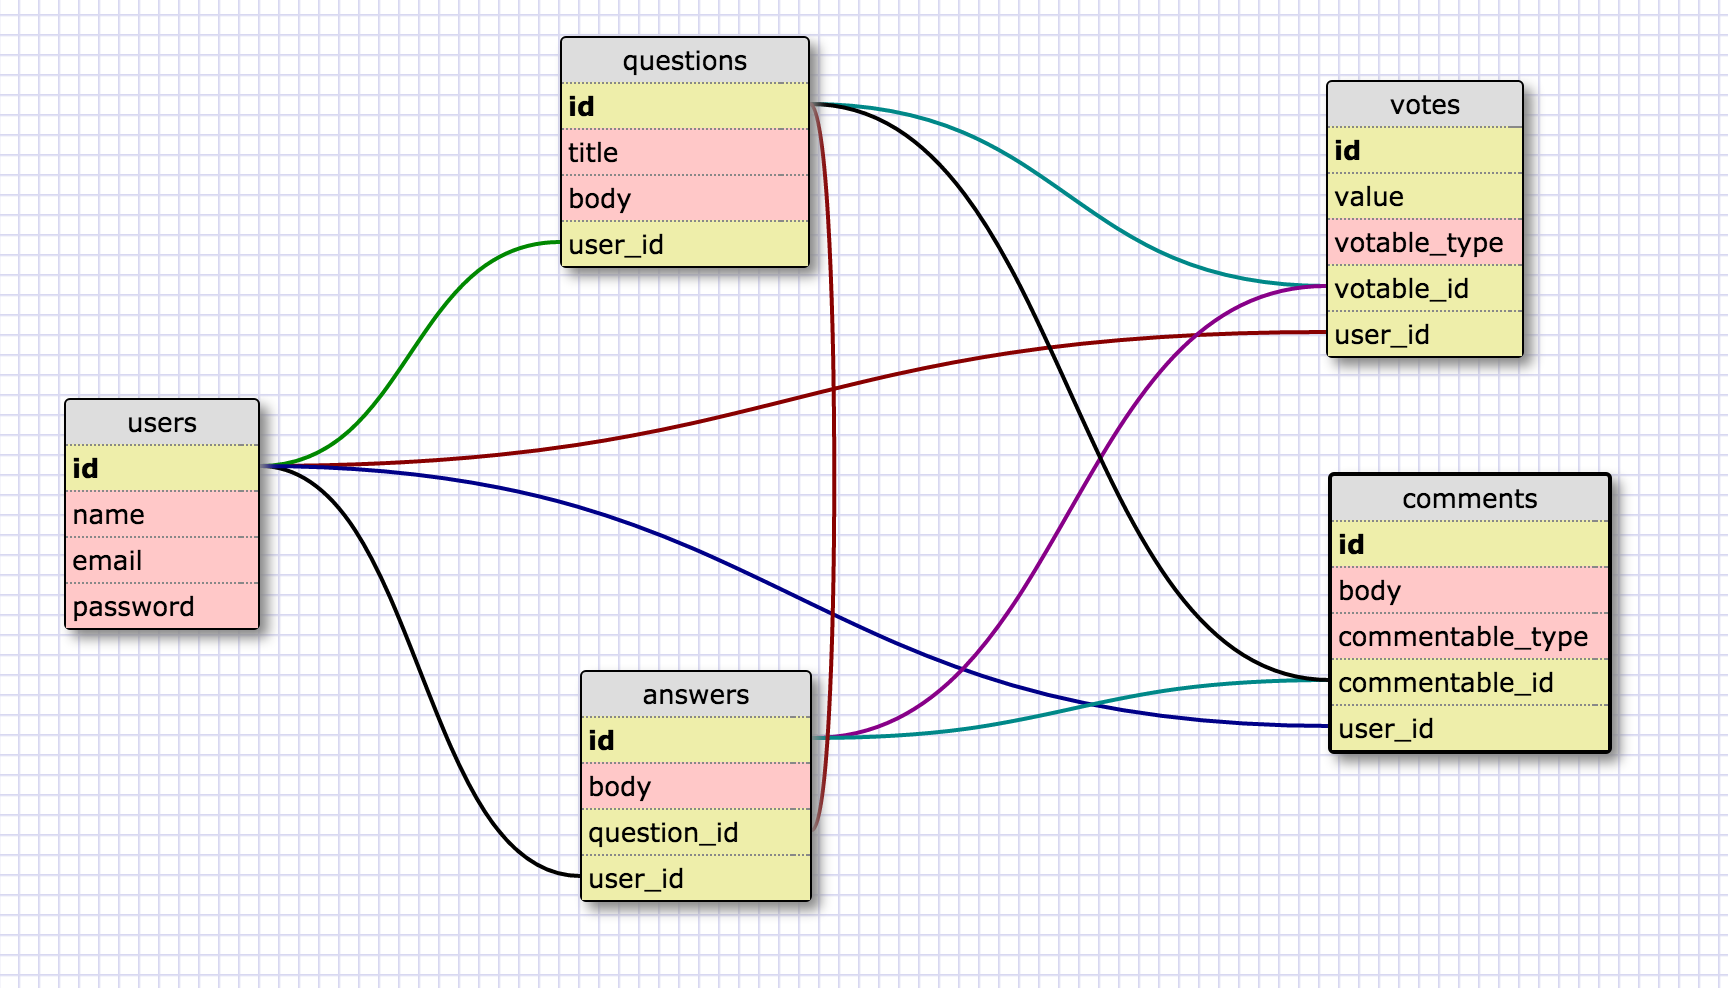 questions
id
title
body
user_id
votes
id
value
votable_type
votable_id
user_id
users
id
name
email
password
comments
id
body
commentable_type
commentable_id
user_id
answers
id
body
question_id
user_id